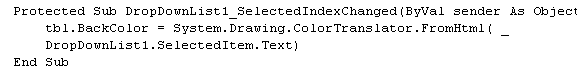 Protected Sub DropDownList1_SelectedIndexChanged(ByVal sender As Object
tbl.BackColor = System.Drawing.ColorTranslator.FromHtml( _
DropDownList1.SelectedItem.Text)
End Sub